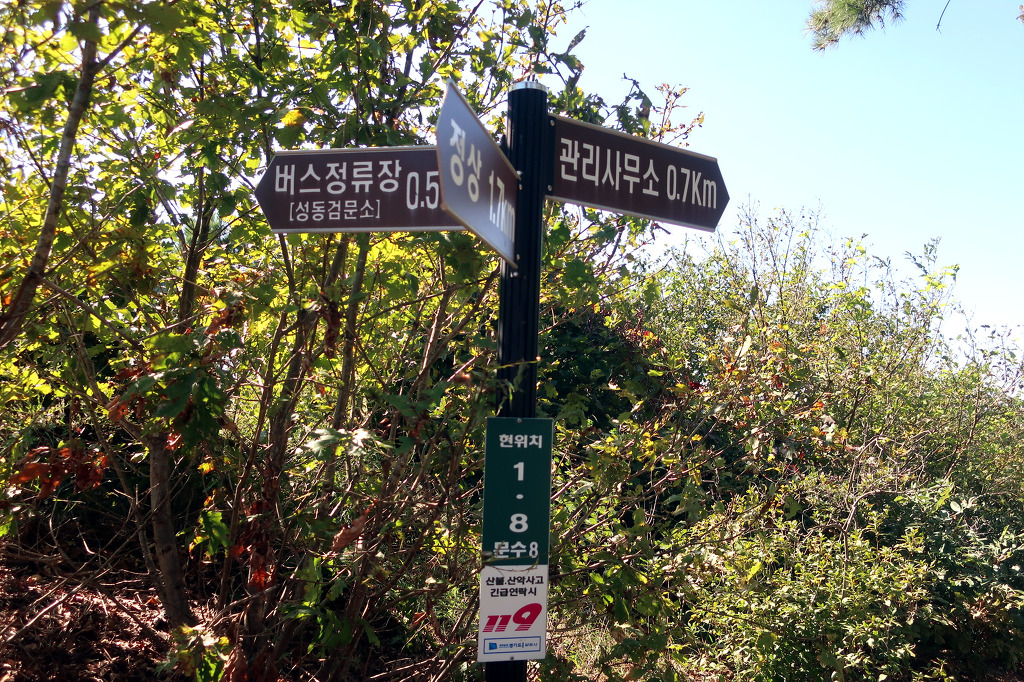 버스정류장 0.5
[성동검문소]
정상 1.7km
관리사무소 0.7Km
현위치
1
.
8
문수8
산불.산악사고
긴급연락시
119